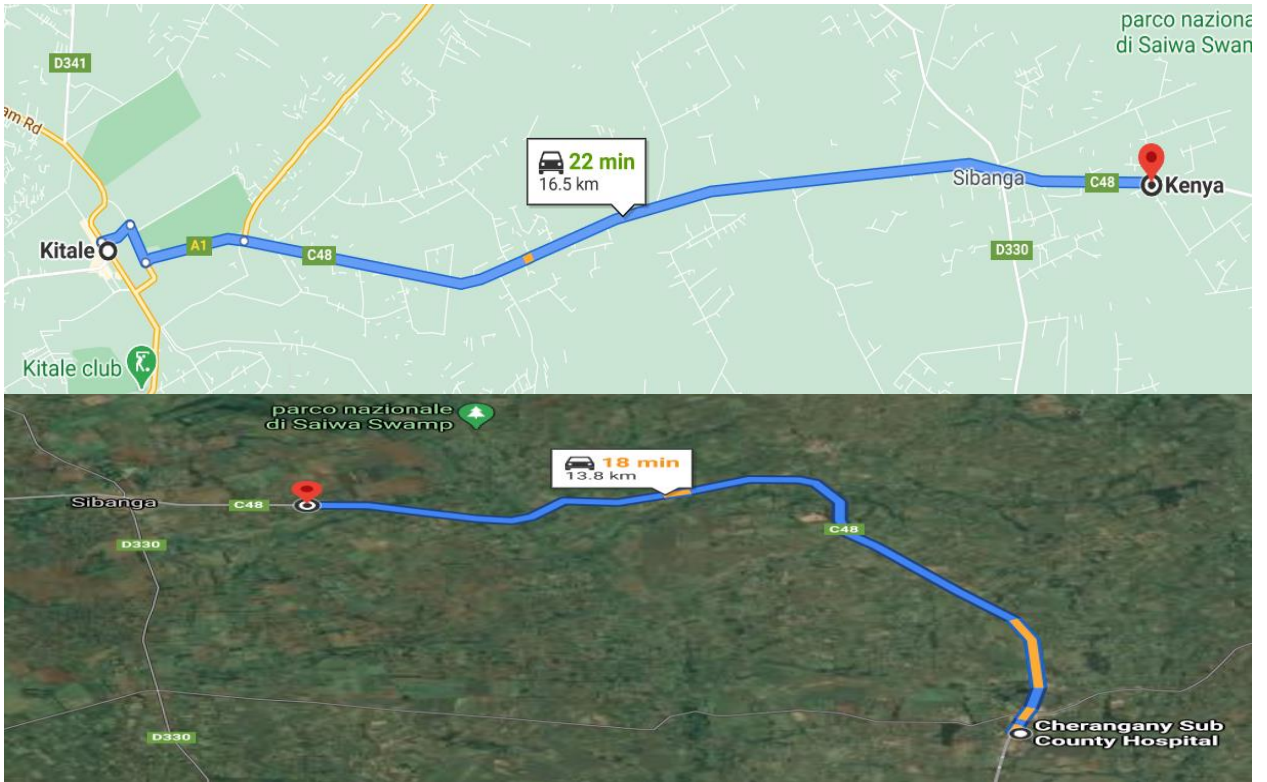 parco naziona
di Saiwa Swan
D341
am Rd
22 min
16.5 km
Sibanga
C48
Kenya
Kitale
A1
C48
D330
Kitale club
parco nazionale
di Saiwa Swamp
18 min
13.8 km
Sibanga
C48
C48
D330
Cherangany Sub
County Hospital
D330